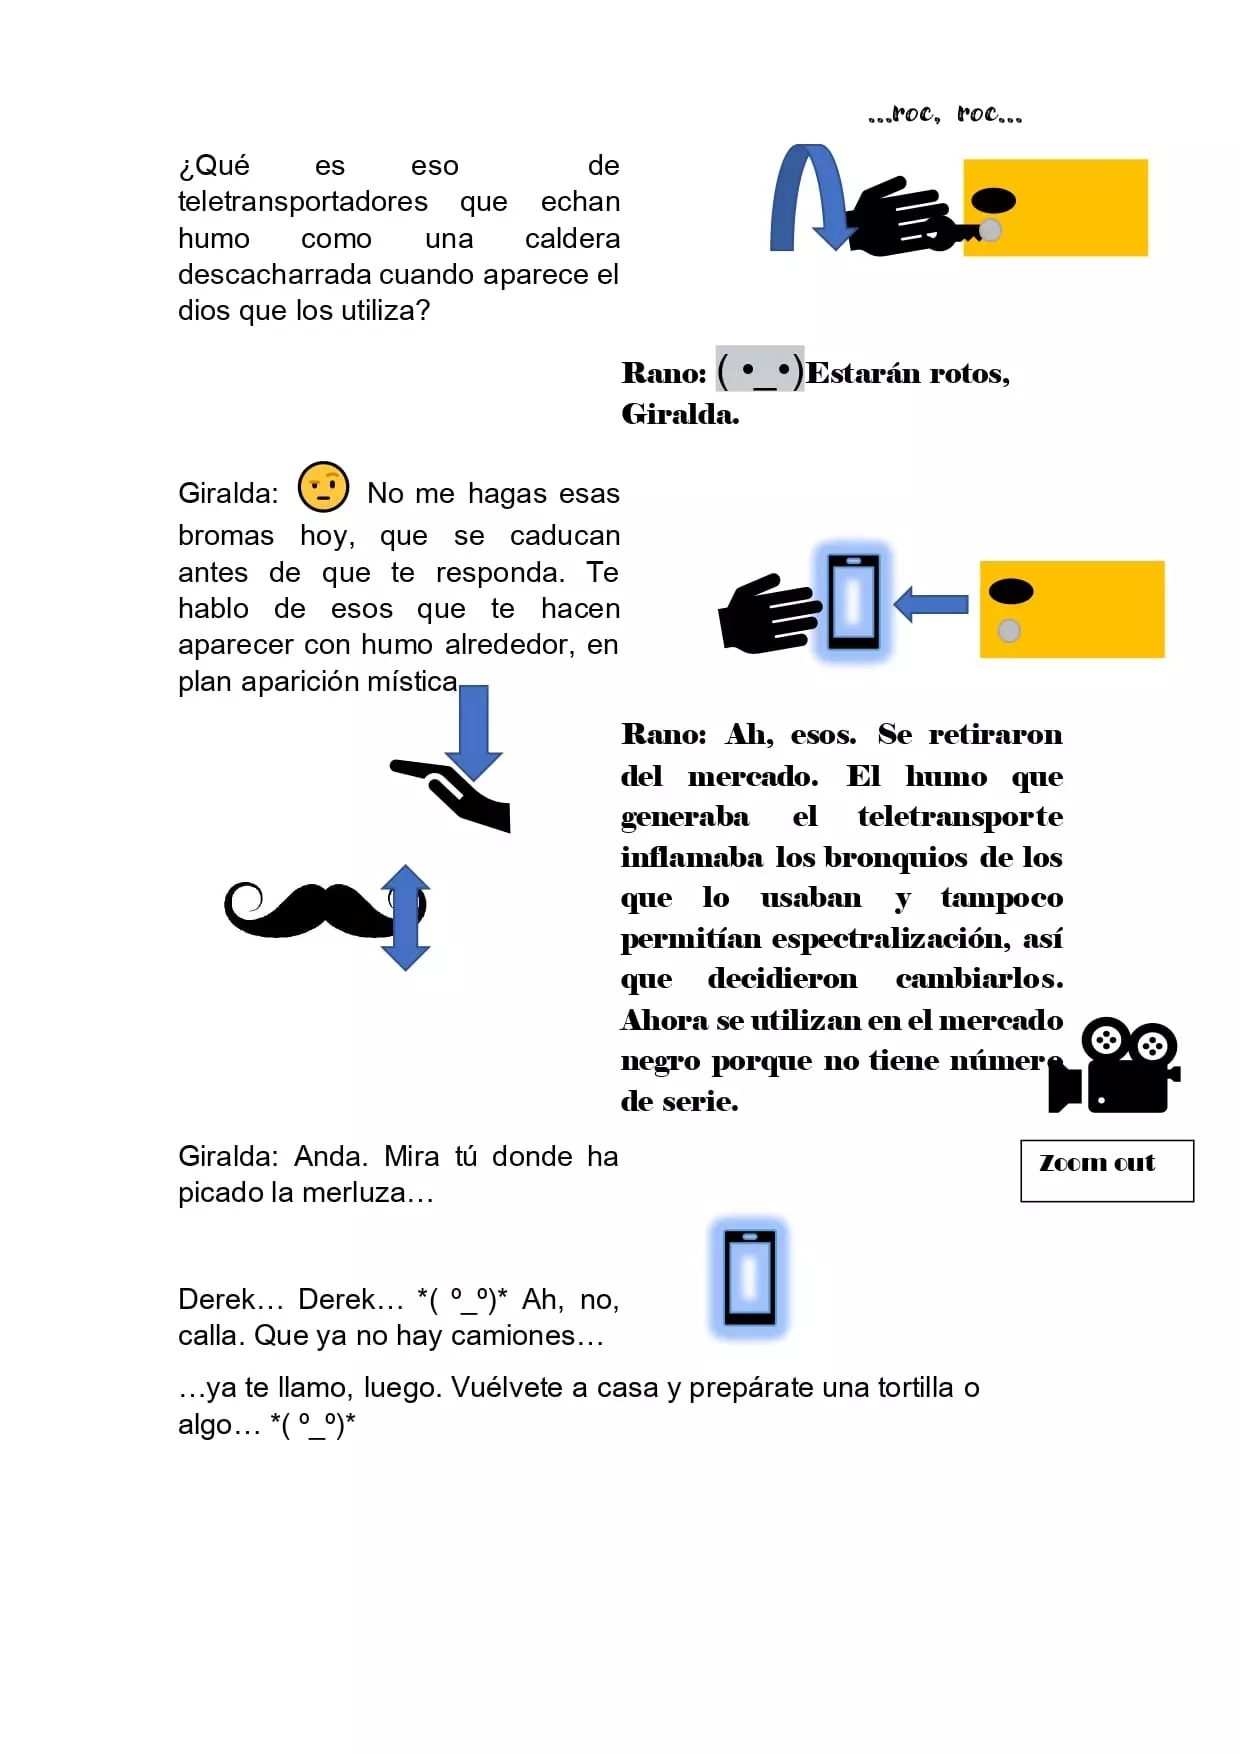 ...roc, roc...
¿Qué es eso de
teletransportadores que echan
humo como una caldera
descacharrada cuando aparece el
dios que los utiliza?
Rano: ( •_•)Estarán rotos,
Giralda.
Giralda: No me hagas esas
bromas hoy, que se caducan
antes de que te responda. Te
hablo de esos que te hacen
aparecer con humo alrededor, en
plan aparición mística
Rano: Ah, esos. Se retiraron
del mercado. El humo que
generaba el teletransporte
inflamaba los bronquios de los
que lo usaban y tampoco
permitían espectralización, así
que decidieron cambiarlos.
Ahora se utilizan en el mercado
negro porque no tiene número
de serie.
Zoom out
Giralda: Anda. Mira tú donde ha
picado la merluza…
Derek… Derek… *( º_º)* Ah, no,
calla. Que ya no hay camiones…
…ya te llamo, luego. Vuélvete a casa y prepárate una tortilla o
algo… *( º_º)*